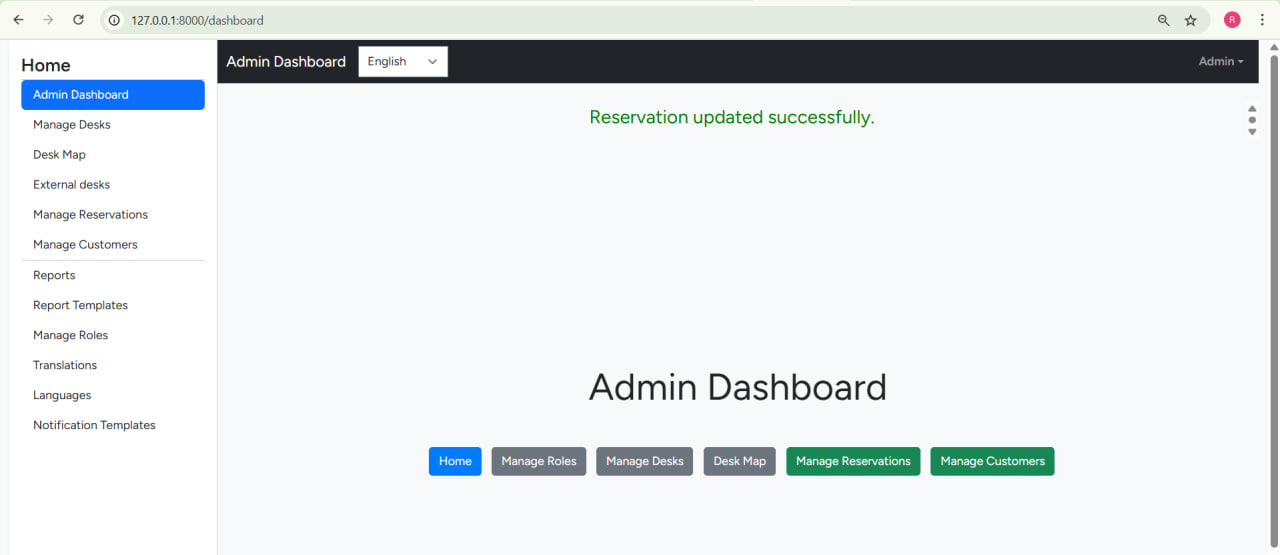 127.0.0.1:8000/dashboard
R
Home
Admin Dashboard
Manage Desks
Desk Map
External desks
Manage Reservations
Manage Customers
Reports
Report Templates
Manage Roles
Translations
Languages
Notification Templates
Admin Dashboard English Admin
Reservation updated successfully.
Admin Dashboard
Home Manage Roles Manage Desks Desk Map Manage Reservations Manage Customers